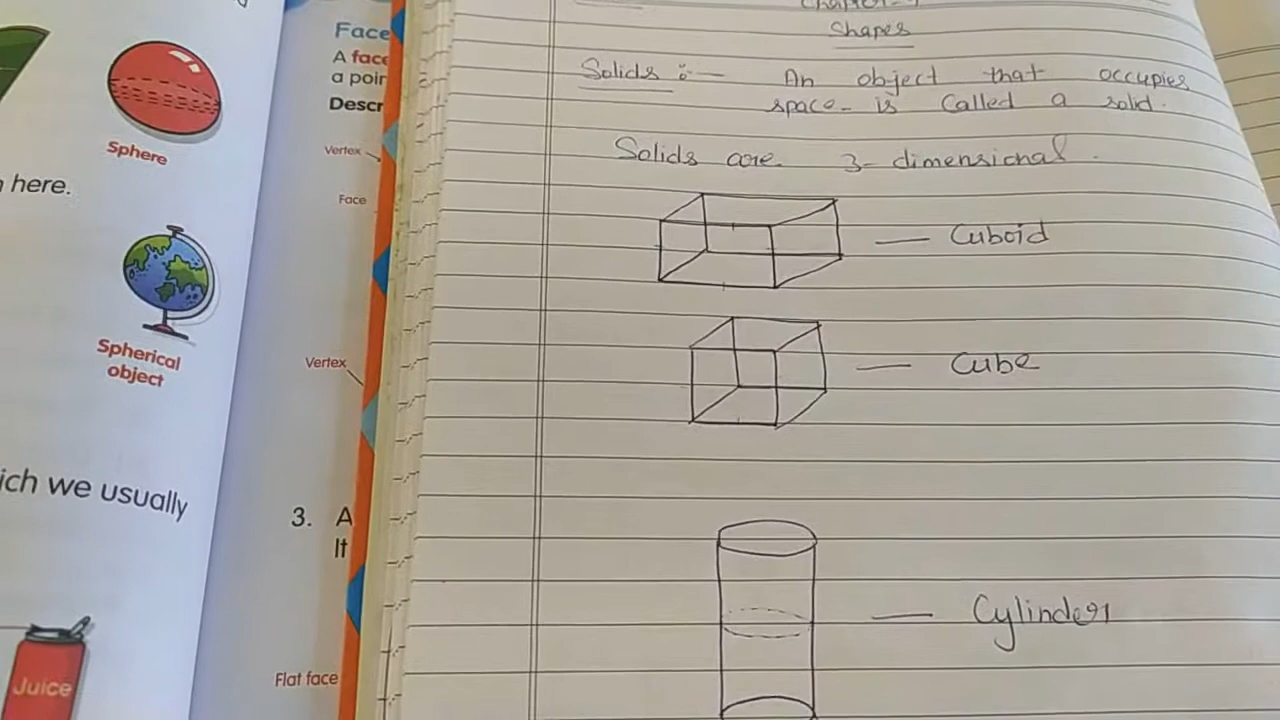 Sphere
here.
Spherical
object
ich we usually
Juice
Face
A face
a poin
Descr
Vertex
Face
Vertex
3. A
It
Flat face
Shapes
Solids :- An object that occupies
space is called a solid.
Solids are 3-dimensional.
Cuboid
Cube
Cylinder